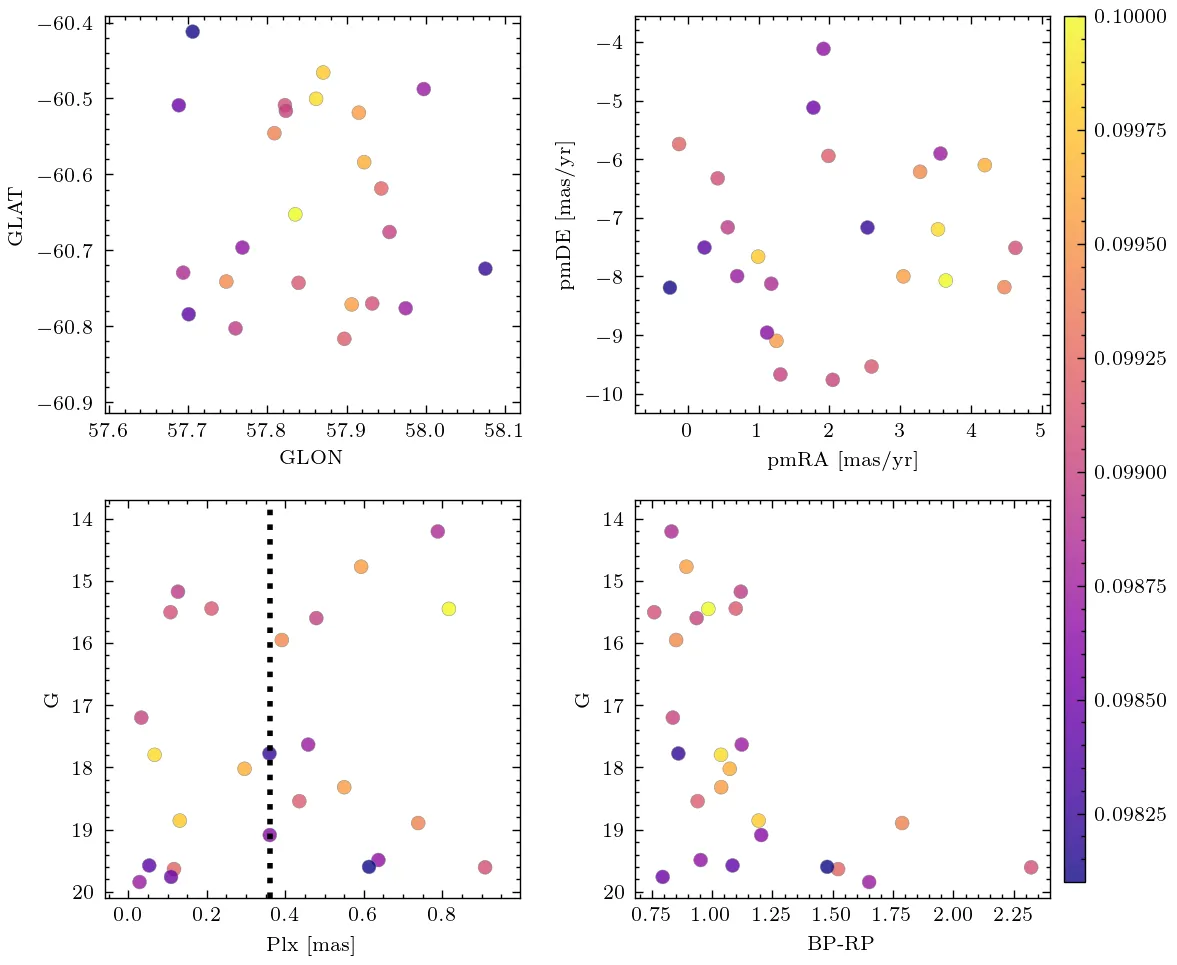 −60.4
−60.5
−60.6
−60.7
−60.8
−60.9
GLAT
57.6 57.7 57.8 57.9 58.0 58.1
GLON
−4
−5
−6
−7
−8
−9
−10
pmDE [mas/yr]
0 1 2 3 4 5
pmRA [mas/yr]
0.10000
0.09975
0.09950
0.09925
0.09900
0.09875
0.09850
0.09825
14
15
16
17
18
19
20
G
0.0 0.2 0.4 0.6 0.8
Plx [mas]
14
15
16
17
18
19
20
G
0.75 1.00 1.25 1.50 1.75 2.00 2.25
BP-RP